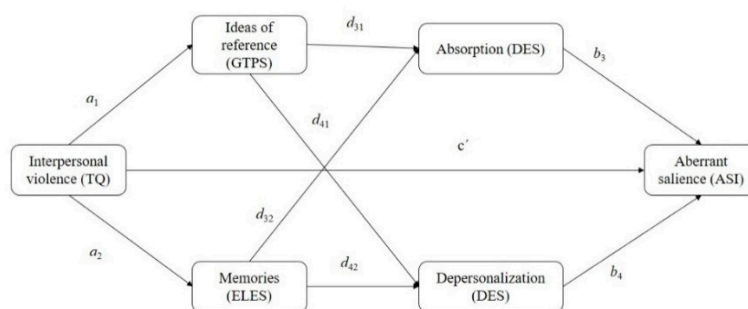 Ideas of
reference
(GTPS)
d31
Absorption (DES)
b3
a1
d41
Interpersonal
violence (TQ)
c´
Aberrant
salience (ASI)
a2
d32
Memories
(ELES)
d42
Depersonalization
(DES)
b4